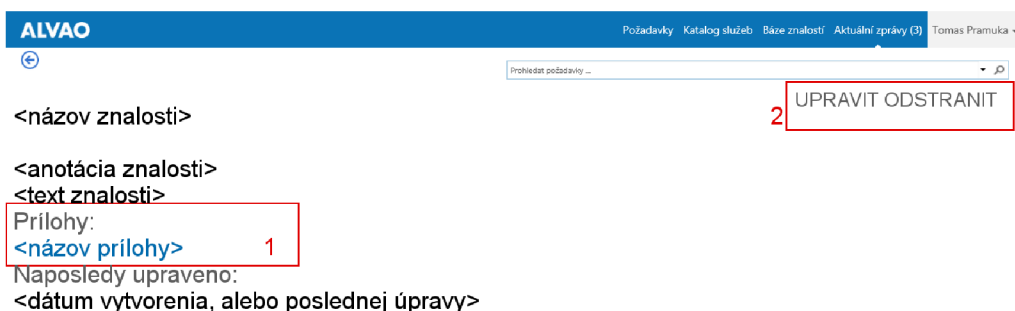 ALVAO
Požadavky Katalog služeb Báze znalostí Aktuální zprávy (3) Tomas Pramuka
Prohledat požadavky ...
UPRAVIT ODSTRANIT
2
<názov znalosti>
<anotácia znalosti>
<text znalosti>
Prílohy:
<názov prílohy> 1
Naposledy upraveno:
<dátum vytvorenia, alebo poslednej úpravy>